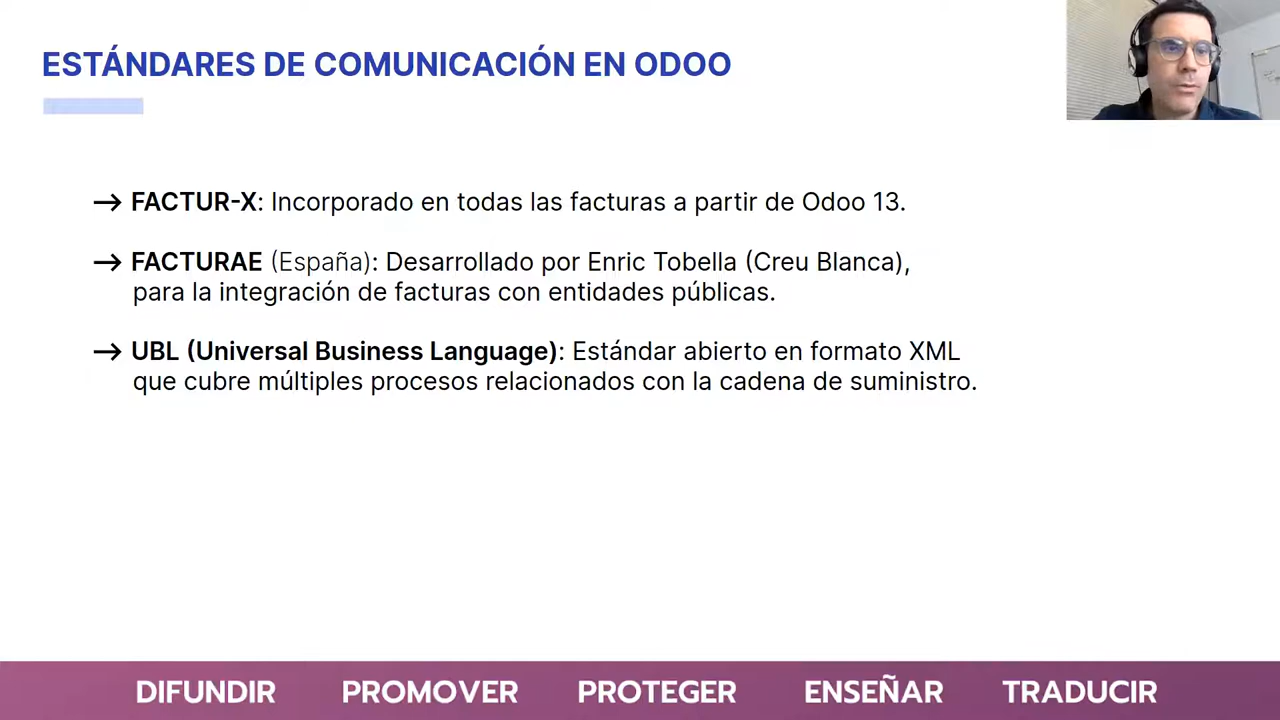 ESTÁNDARES DE COMUNICACIÓN EN ODOO
→ FACTUR-X: Incorporado en todas las facturas a partir de Odoo 13.
→ FACTURAE (España): Desarrollado por Enric Tobella (Creu Blanca),
para la integración de facturas con entidades públicas.
→ UBL (Universal Business Language): Estándar abierto en formato XML
que cubre múltiples procesos relacionados con la cadena de suministro.
DIFUNDIR PROMOVER PROTEGER ENSEÑAR TRADUCIR